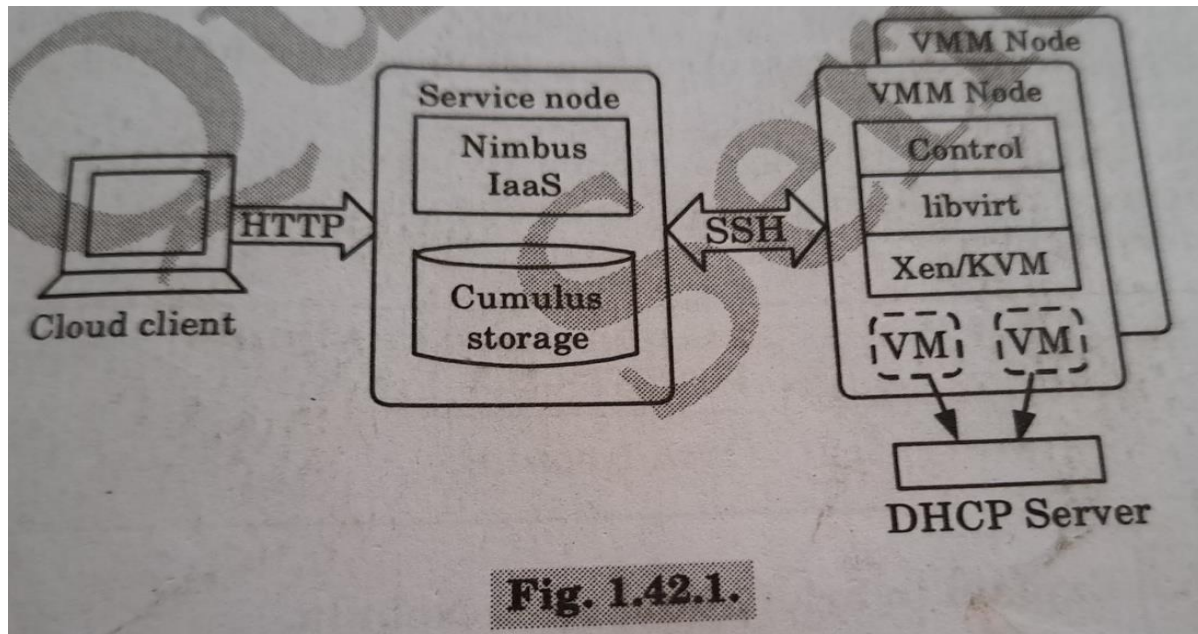 VMM Node
VMM Node
Service node
Nimbus
IaaS
Cumulus
storage
HTTP
SSH
Control
libvirt
Xen/KVM
VM VM
Cloud client
DHCP Server
Fig. 1.42.1.